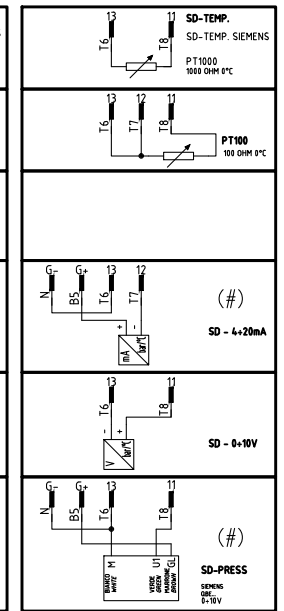 13 11 SD-TEMP.
T6 T8 SD-TEMP. SIEMENS
PT1000
1000 OHM 0°C
13 12 11
T6 T7 T8
PT100
100 OHM 0°C
G- G+ 13 12
N B5 T6 T7
(#)
+ -
SD - 4÷20mA
mA bar/°C
13 11
T6 T8
- +
SD - 0÷10V
V bar/°C
G- G+ 13 11
N B5 T6 T8
(#)
M U1 GL
BIANCO
WHITE
VERDE
GREEN
MARRONE
BROWN
SD-PRESS
SIEMENS
QBE...
0÷10V